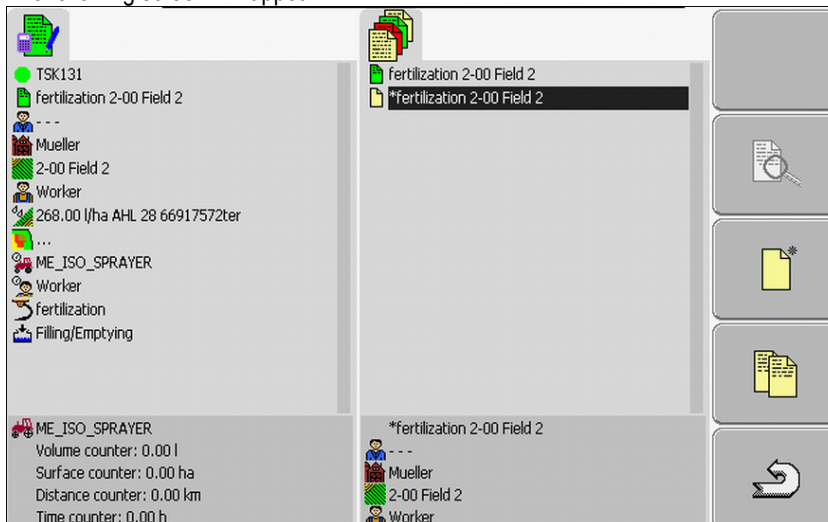 TSK131
fertilization 2-00 Field 2
---
Mueller
2-00 Field 2
Worker
268.00 l/ha AHL 28 66917572ter
...
ME_ISO_SPRAYER
Worker
fertilization
Filling/Emptying
ME_ISO_SPRAYER
Volume counter: 0.00 l
Surface counter: 0.00 ha
Distance counter: 0.00 km
Time counter: 0.00 h
fertilization 2-00 Field 2
*fertilization 2-00 Field 2
*fertilization 2-00 Field 2
---
Mueller
2-00 Field 2
Worker